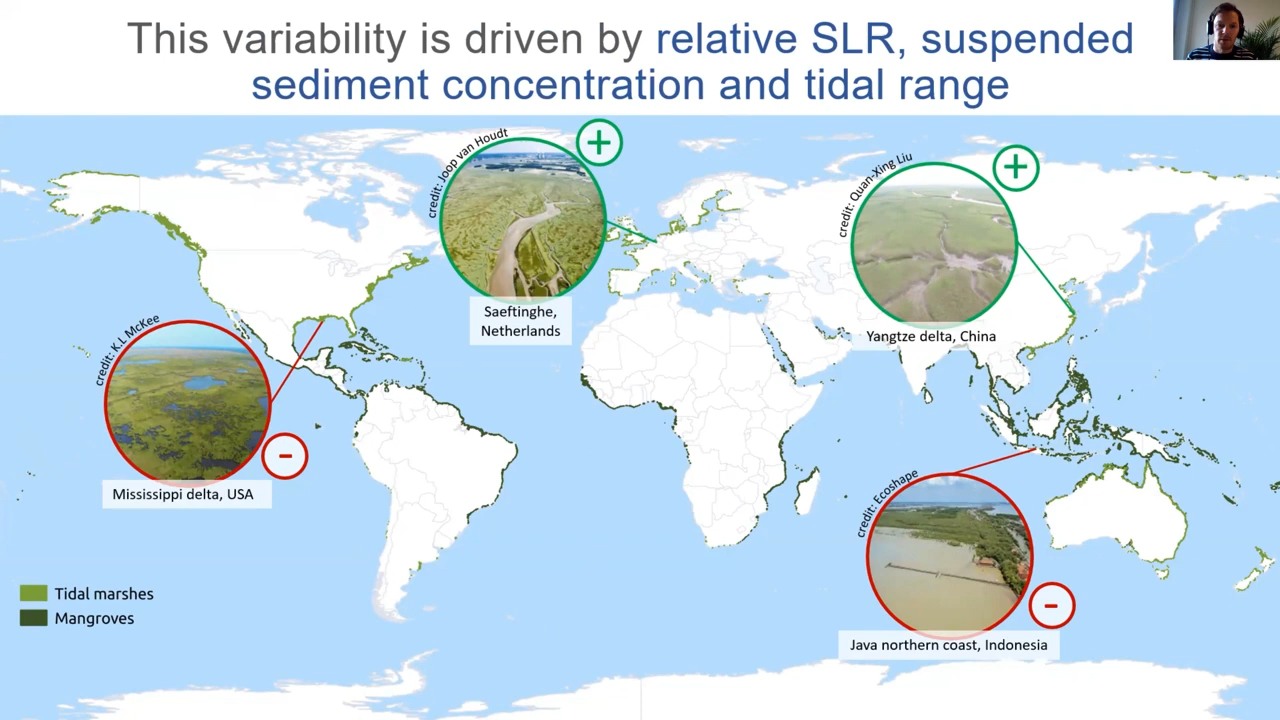 This variability is driven by relative SLR, suspended
sediment concentration and tidal range
credit: Joop van Houdt
+
Saeftinghe,
Netherlands
credit: Quan-Xing Liu
+
Yangtze delta, China
credit: K.L McKee
-
Mississippi delta, USA
credit: Ecoshape
-
Java northern coast, Indonesia
Tidal marshes
Mangroves